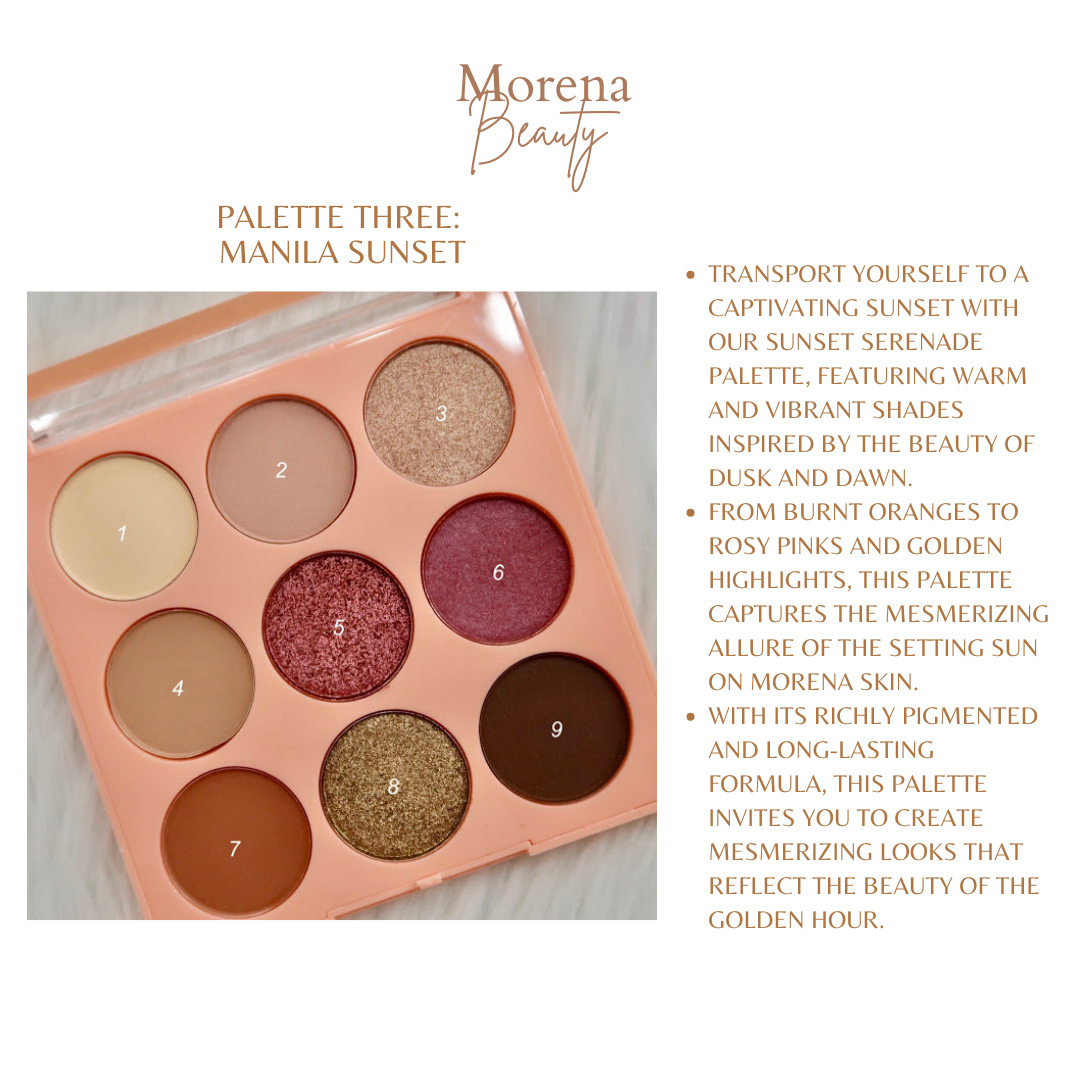 Morena
Beauty
PALETTE THREE:
MANILA SUNSET
3
2
1
6
5
4
9
8
7
• TRANSPORT YOURSELF TO A
CAPTIVATING SUNSET WITH
OUR SUNSET SERENADE
PALETTE, FEATURING WARM
AND VIBRANT SHADES
INSPIRED BY THE BEAUTY OF
DUSK AND DAWN.
• FROM BURNT ORANGES TO
ROSY PINKS AND GOLDEN
HIGHLIGHTS, THIS PALETTE
CAPTURES THE MESMERIZING
ALLURE OF THE SETTING SUN
ON MORENA SKIN.
• WITH ITS RICHLY PIGMENTED
AND LONG-LASTING
FORMULA, THIS PALETTE
INVITES YOU TO CREATE
MESMERIZING LOOKS THAT
REFLECT THE BEAUTY OF THE
GOLDEN HOUR.